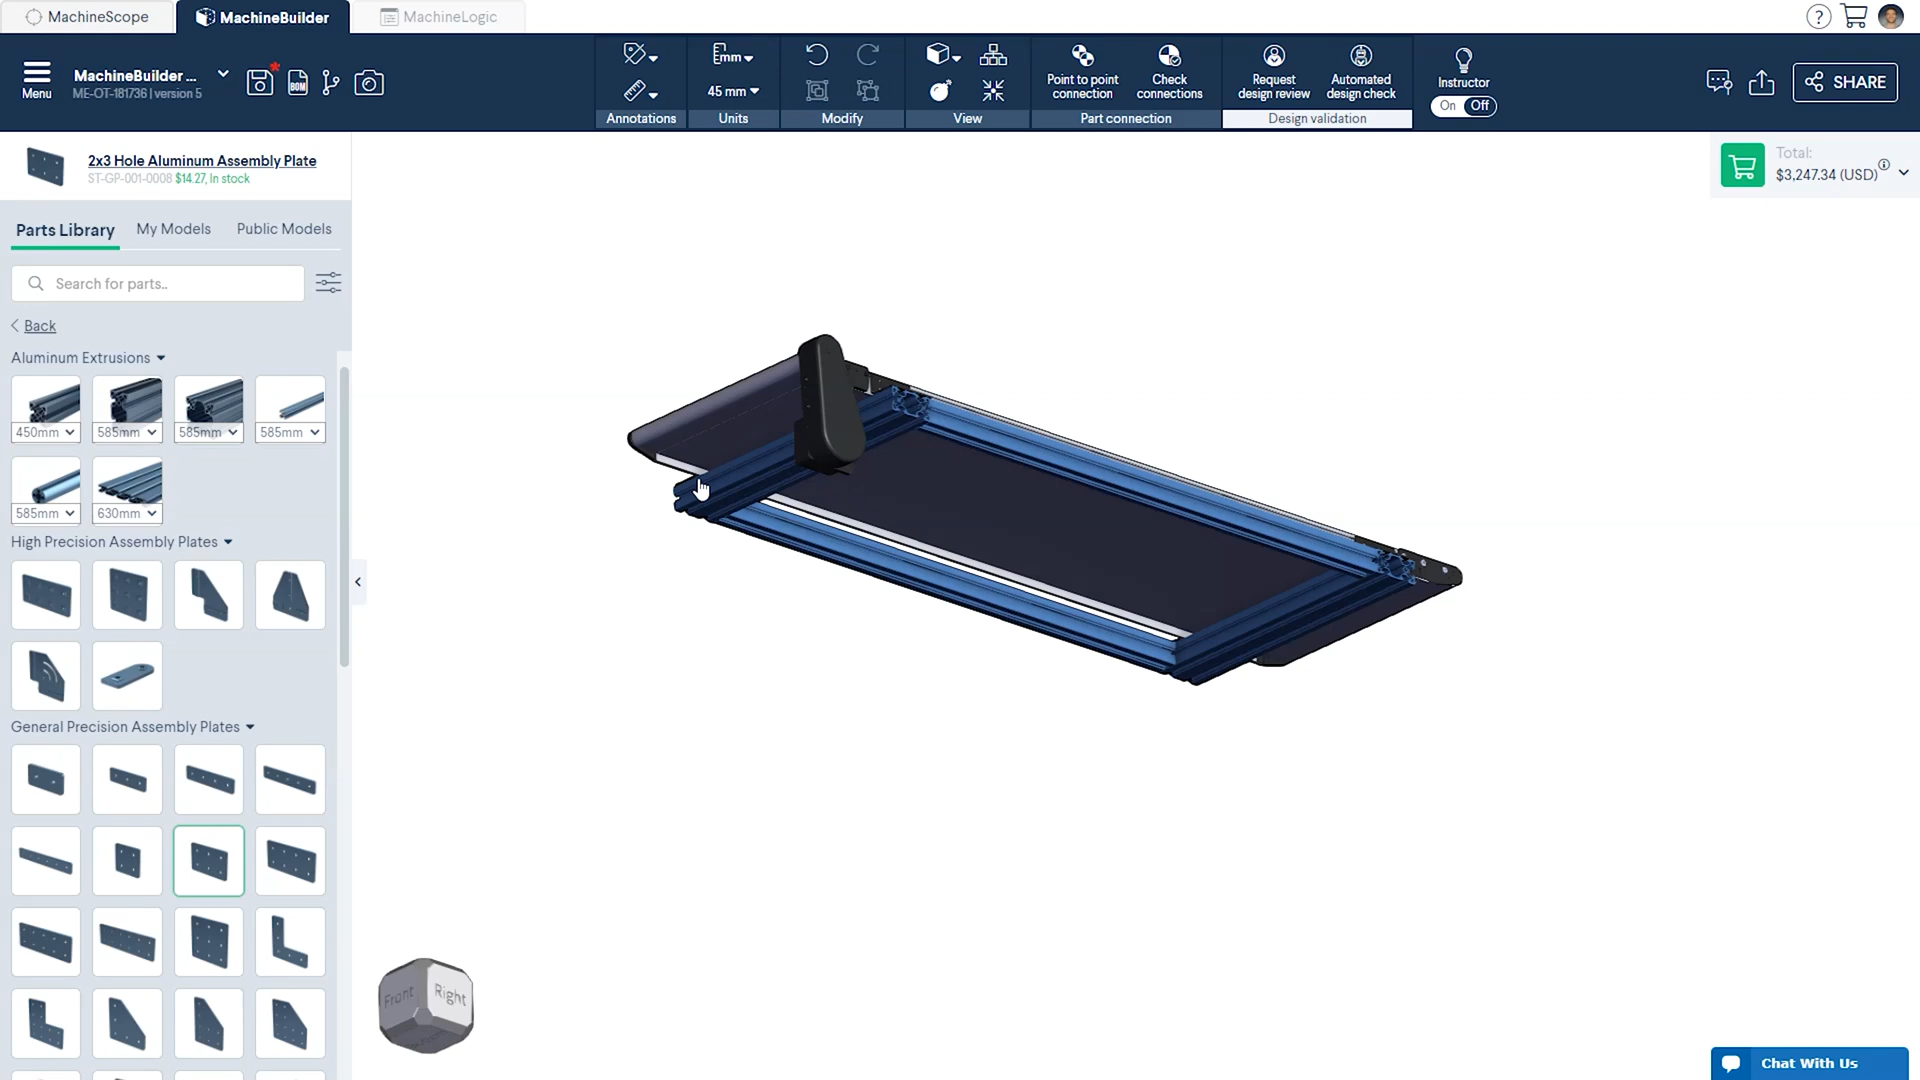 MachineScope
MachineBuilder
MachineLogic
?
Menu
MachineBuilder ...
ME-OT-181736 | version 5
BOM
mm
45 mm
Point to point
connection
Check
connections
Request
design review
Automated
design check
Annotations
Units
Modify
View
Part connection
Design validation
Instructor
On Off
SHARE
2x3 Hole Aluminum Assembly Plate
ST-GP-001-0008 $14.27, In stock
Total:
$3,247.34 (USD)
Parts Library
My Models
Public Models
Search for parts..
Back
Aluminum Extrusions
450mm
585mm
585mm
585mm
585mm
630mm
High Precision Assembly Plates
General Precision Assembly Plates
Front
Right
Chat With Us